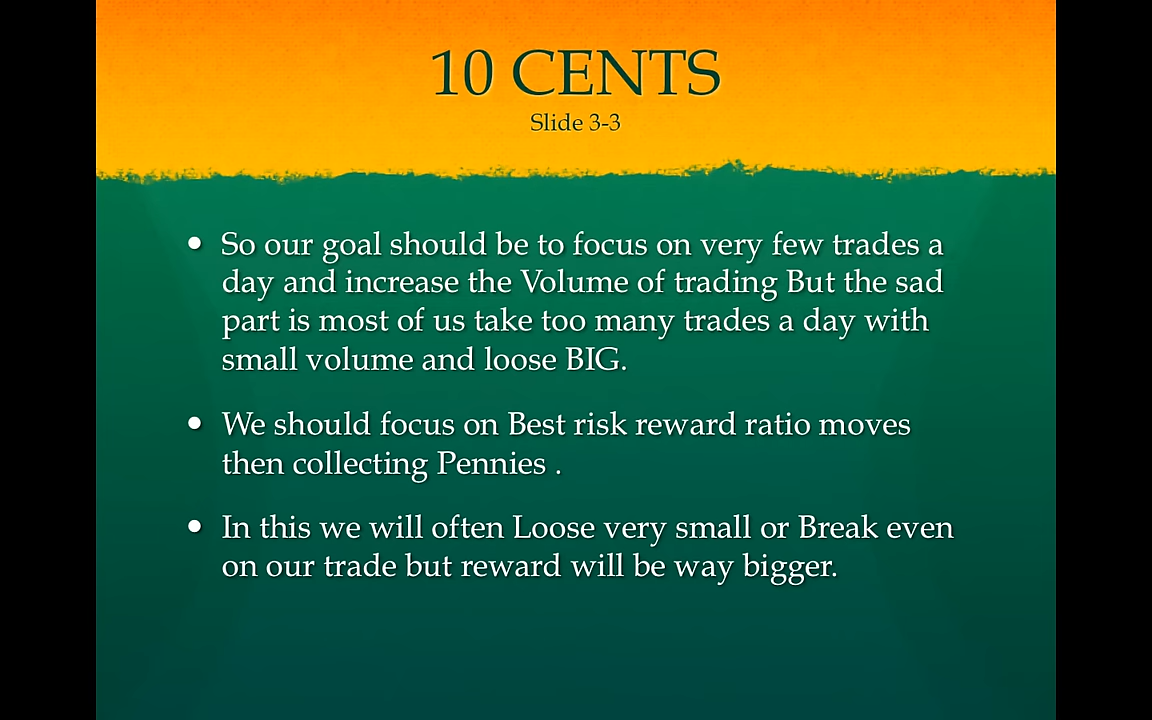 10 CENTS
Slide 3-3
• So our goal should be to focus on very few trades a
day and increase the Volume of trading But the sad
part is most of us take too many trades a day with
small volume and loose BIG.
• We should focus on Best risk reward ratio moves
then collecting Pennies .
• In this we will often Loose very small or Break even
on our trade but reward will be way bigger.